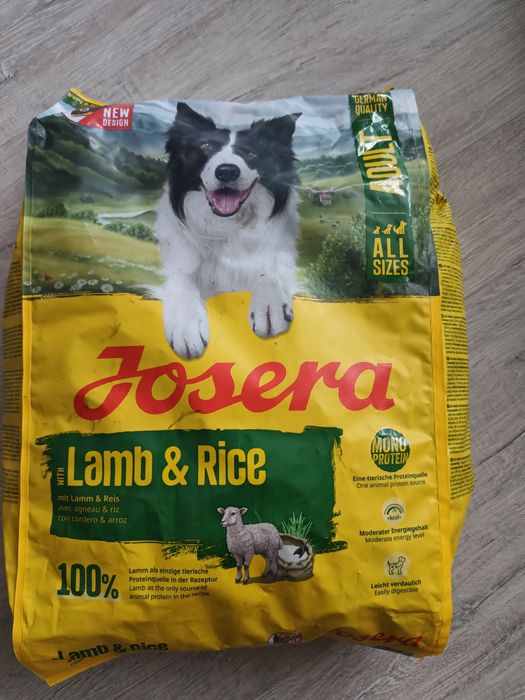 NEW
DESIGN
GERMAN
QUALITY
ADULT
ALL
SIZES
Josera
WITH
Lamb & Rice
mit Lamm & Reis
avec agneau & riz
con cordero & arroz
MONO
PROTEIN
Eine tierische Proteinquelle
One animal protein source
kcal
Moderater Energiegehalt
Moderate energy level
Leicht verdaulich
Easily digestible
100%
Lamm als einzige tierische
Proteinquelle in der Rezeptur
Lamb as the only source of
animal protein in the recipe
Lamb & Rice
Josera